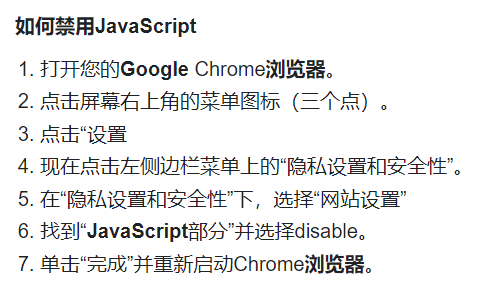 如何禁用JavaScript
1. 打开您的Google Chrome浏览器。
2. 点击屏幕右上角的菜单图标（三个点）。
3. 点击“设置
4. 现在点击左侧边栏菜单上的“隐私设置和安全性”。
5. 在“隐私设置和安全性”下，选择“网站设置”
6. 找到“JavaScript部分”并选择disable。
7. 单击“完成”并重新启动Chrome浏览器。